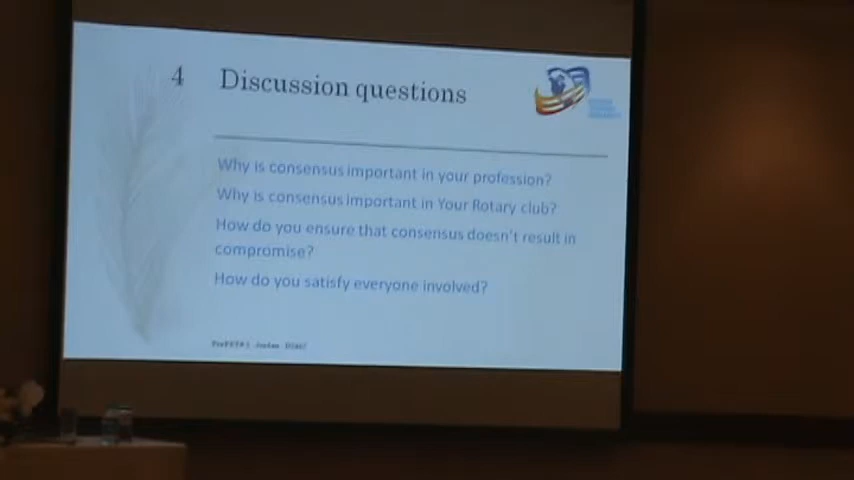 4 Discussion questions
Why is consensus important in your profession?
Why is consensus important in Your Rotary club?
How do you ensure that consensus doesn't result in
compromise?
How do you satisfy everyone involved?